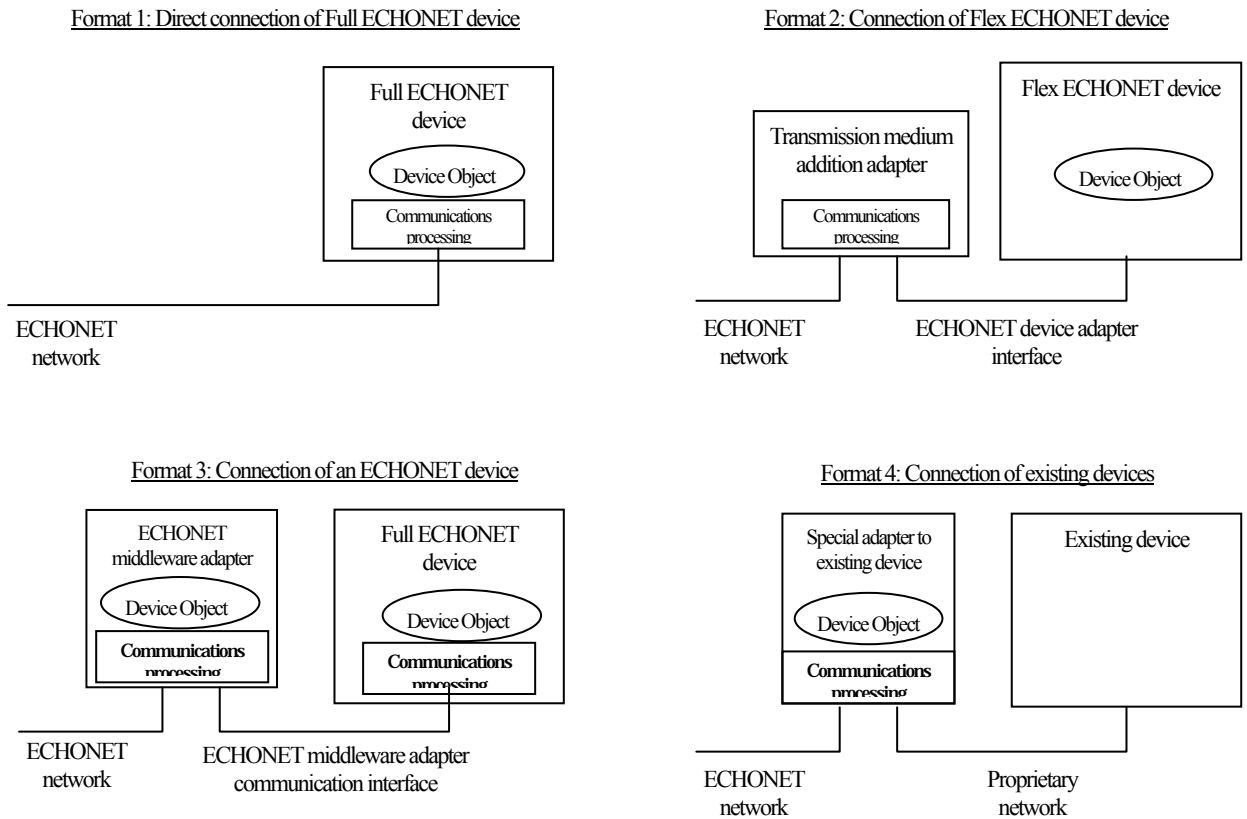 Format 1: Direct connection of Full ECHONET device
Full ECHONET
device
Device Object
Communications
processing
ECHONET
network
Format 2: Connection of Flex ECHONET device
Transmission medium
addition adapter
Communications
processing
Flex ECHONET device
Device Object
ECHONET
network
ECHONET device adapter
interface
Format 3: Connection of an ECHONET device
ECHONET
middleware adapter
Device Object
Communications
processing
Full ECHONET
device
Device Object
Communications
processing
ECHONET
network
ECHONET middleware adapter
communication interface
Format 4: Connection of existing devices
Special adapter to
existing device
Device Object
Communications
processing
Existing device
ECHONET
network
Proprietary
network